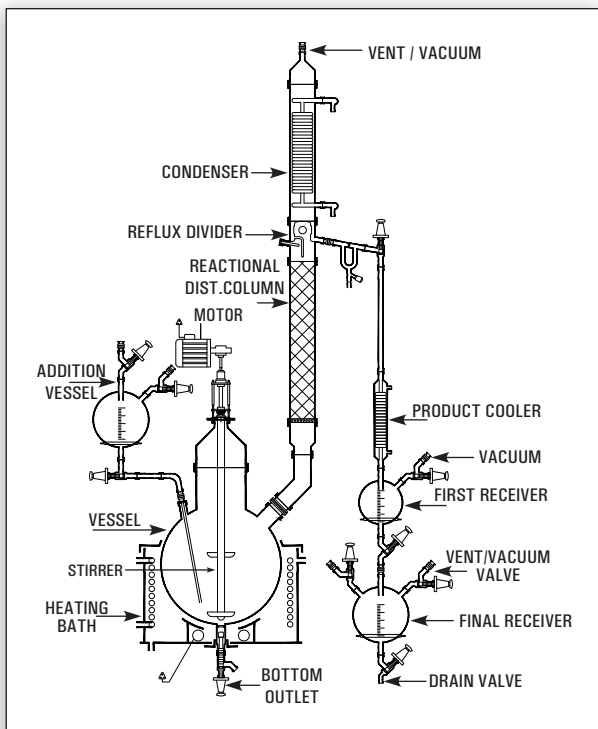 VENT / VACUUM
CONDENSER
REFLUX DIVIDER
REACTIONAL
DIST.COLUMN
MOTOR
ADDITION
VESSEL
PRODUCT COOLER
VACUUM
FIRST RECEIVER
VESSEL
VENT/VACUUM
VALVE
STIRRER
HEATING
BATH
FINAL RECEIVER
BOTTOM
OUTLET
DRAIN VALVE